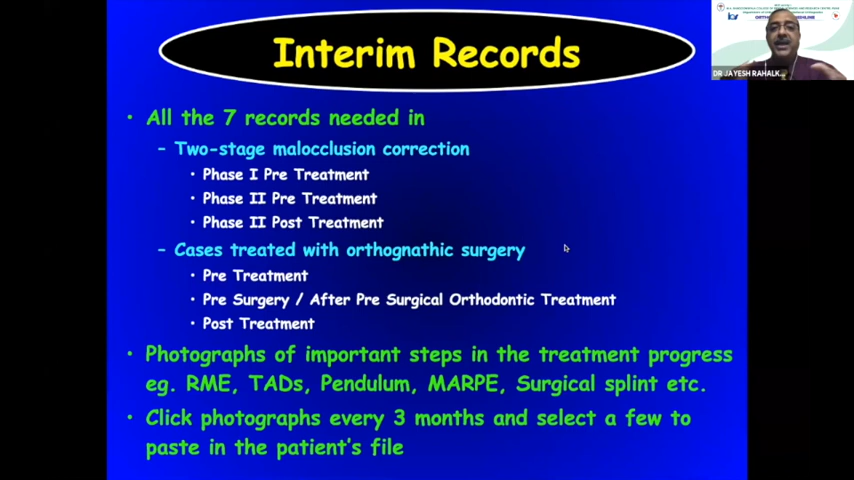 Interim Records
• All the 7 records needed in
– Two-stage malocclusion correction
• Phase I Pre Treatment
• Phase II Pre Treatment
• Phase II Post Treatment
– Cases treated with orthognathic surgery
• Pre Treatment
• Pre Surgery / After Pre Surgical Orthodontic Treatment
• Post Treatment
• Photographs of important steps in the treatment progress
eg. RME, TADs, Pendulum, MARPE, Surgical splint etc.
• Click photographs every 3 months and select a few to
paste in the patient's file
DR JAYESH RAHALK...